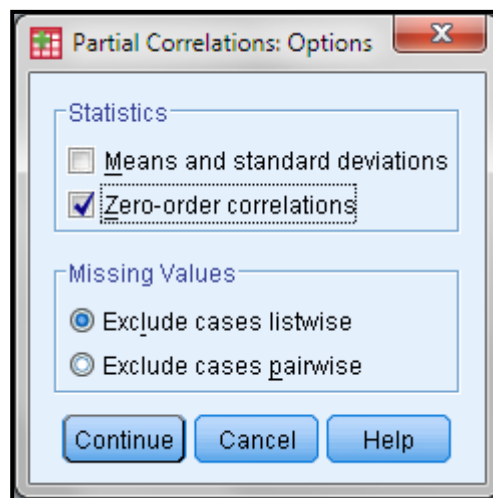 Partial Correlations: Options
Statistics
Means and standard deviations
Zero-order correlations
Missing Values
Exclude cases listwise
Exclude cases pairwise
Continue Cancel Help